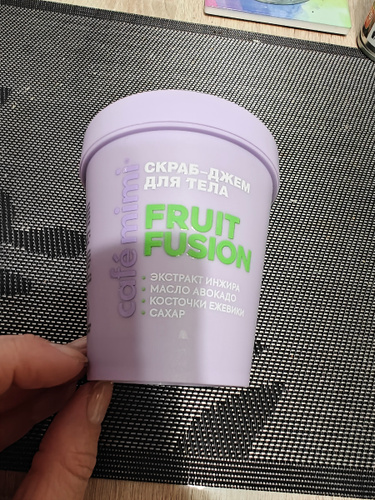 café mimi
СКРАБ-ДЖЕМ
ДЛЯ ТЕЛА
FRUIT
FUSION
• ЭКСТРАКТ ИНЖИРА
• МАСЛО АВОКАДО
• КОСТОЧКИ ЕЖЕВИКИ
• САХАР